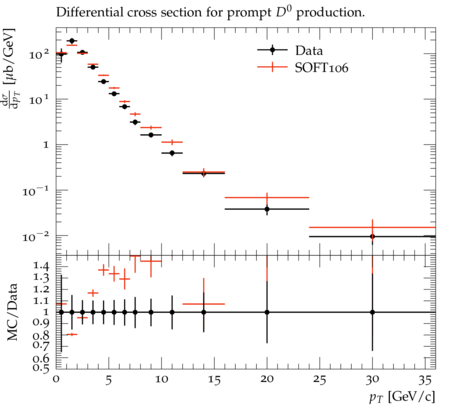 Differential cross section for prompt D⁰ production.
dσ/dp_T [μb/GeV]
10²
10¹
1
10⁻¹
10⁻²
Data
SOFT106
MC/Data
1.4
1.3
1.2
1.1
1
0.9
0.8
0.7
0.6
0.5
0 5 10 15 20 25 30 35
p_T [GeV/c]